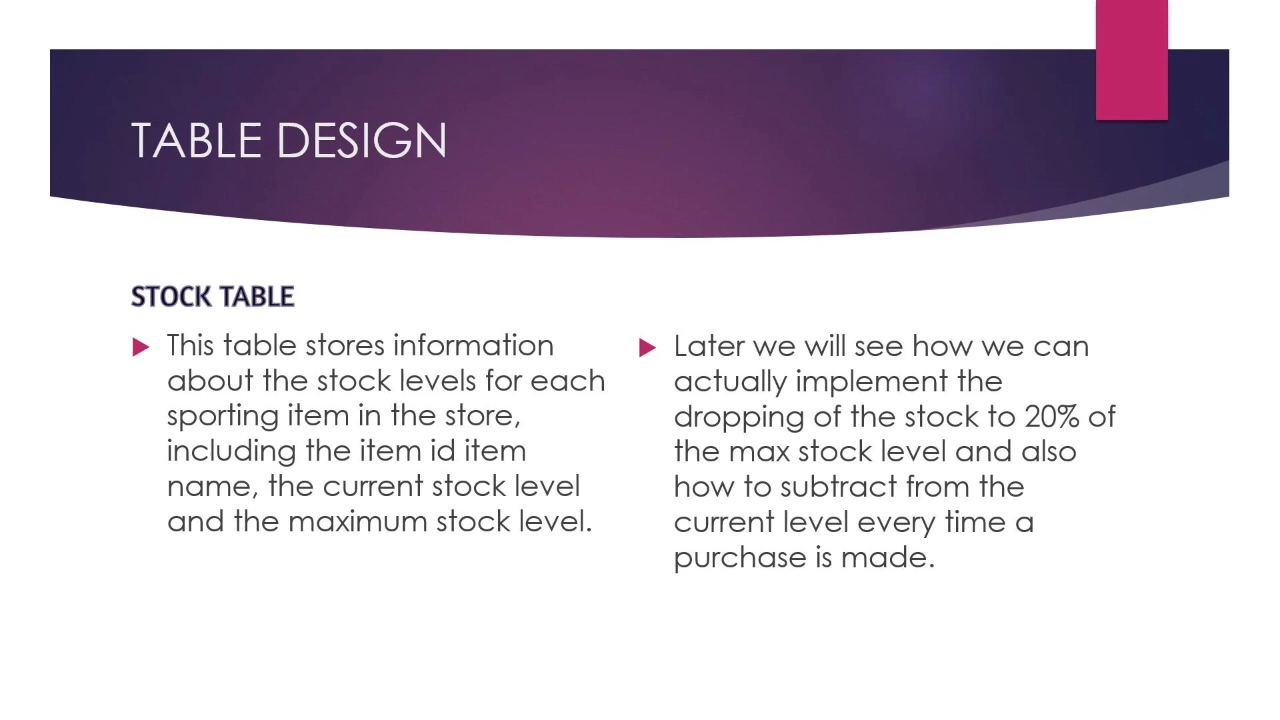 TABLE DESIGN
STOCK TABLE
This table stores information
about the stock levels for each
sporting item in the store,
including the item id item
name, the current stock level
and the maximum stock level.
Later we will see how we can
actually implement the
dropping of the stock to 20% of
the max stock level and also
how to subtract from the
current level every time a
purchase is made.